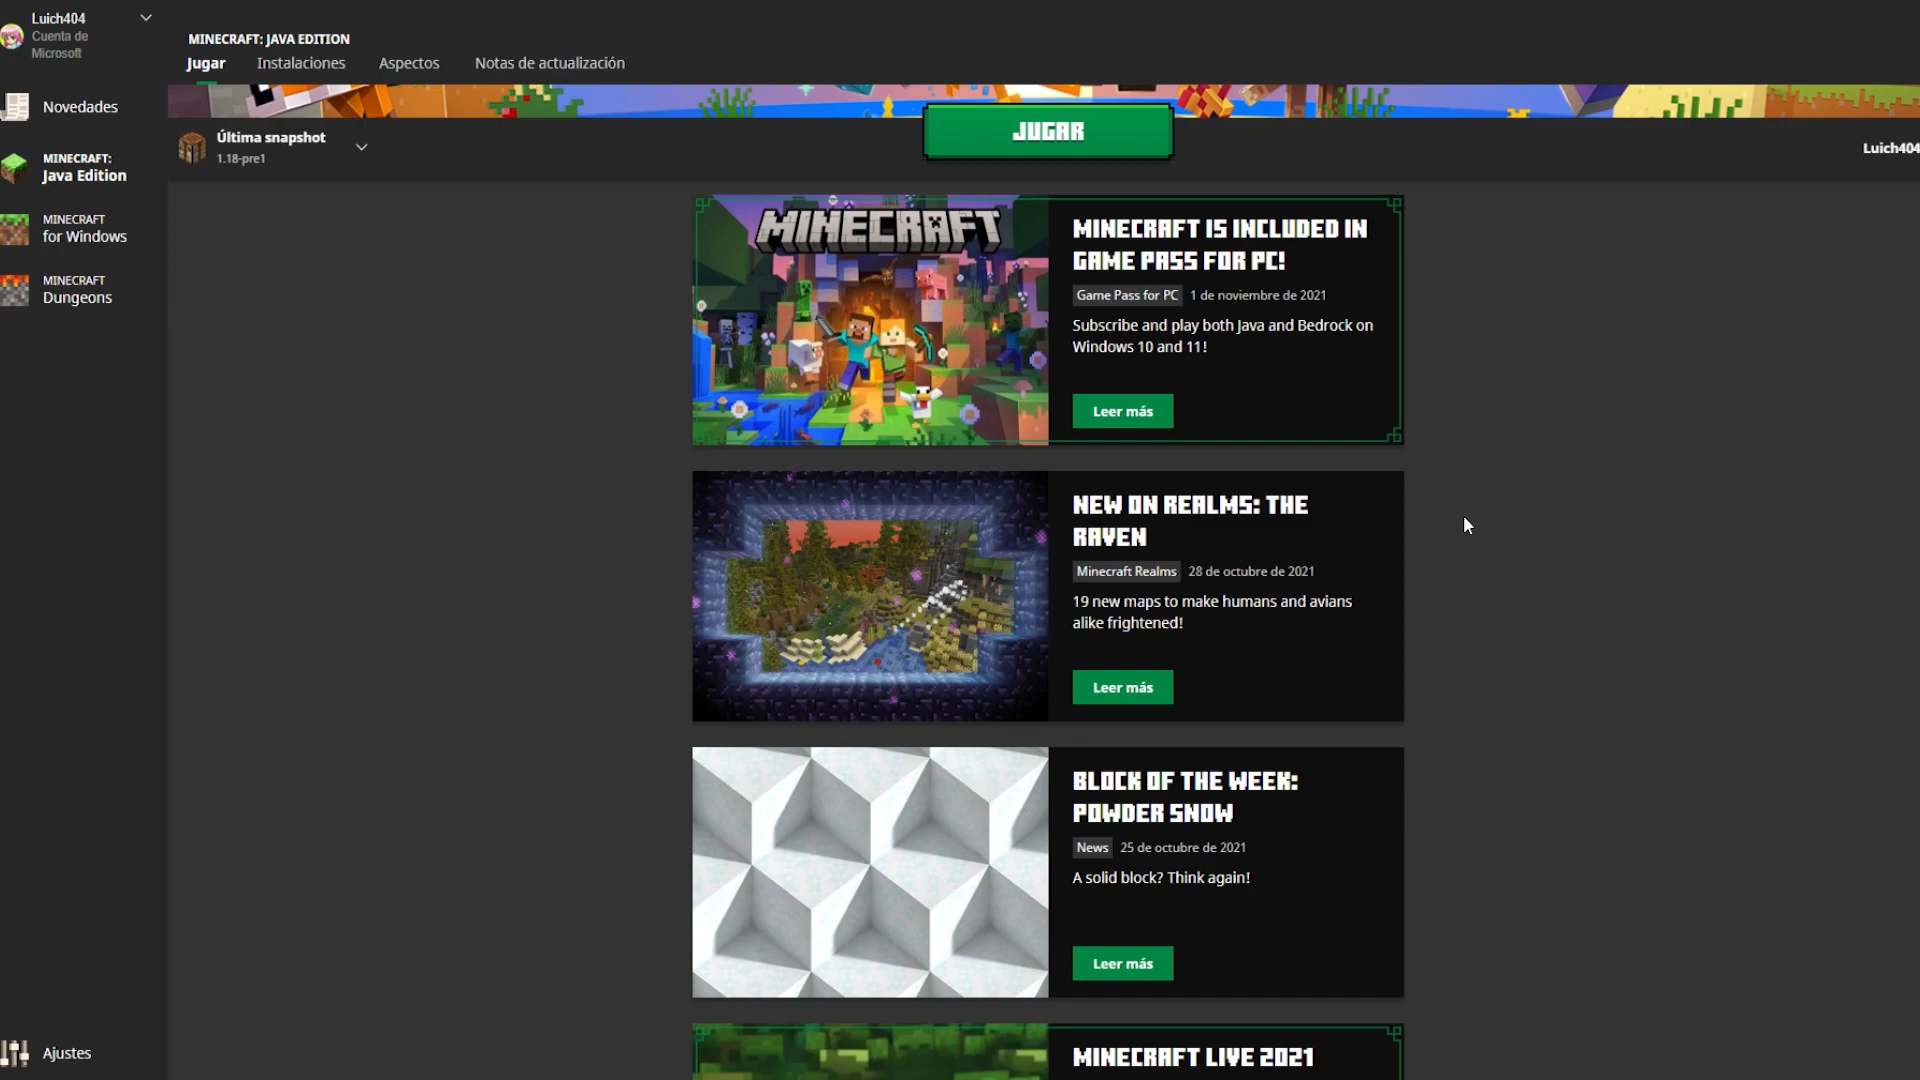 Luich404
Cuenta de
Microsoft
Novedades
MINECRAFT:
Java Edition
MINECRAFT
for Windows
MINECRAFT
Dungeons
Ajustes
MINECRAFT: JAVA EDITION
Jugar Instalaciones Aspectos Notas de actualización
Última snapshot
1.18-pre1
JUGAR
Luich404
MINECRAFT
MINECRAFT IS INCLUDED IN
GAME PASS FOR PC!
Game Pass for PC 1 de noviembre de 2021
Subscribe and play both Java and Bedrock on
Windows 10 and 11!
Leer más
NEW ON REALMS: THE
RAVEN
Minecraft Realms 28 de octubre de 2021
19 new maps to make humans and avians
alike frightened!
Leer más
BLOCK OF THE WEEK:
POWDER SNOW
News 25 de octubre de 2021
A solid block? Think again!
Leer más
MINECRAFT LIVE 2021